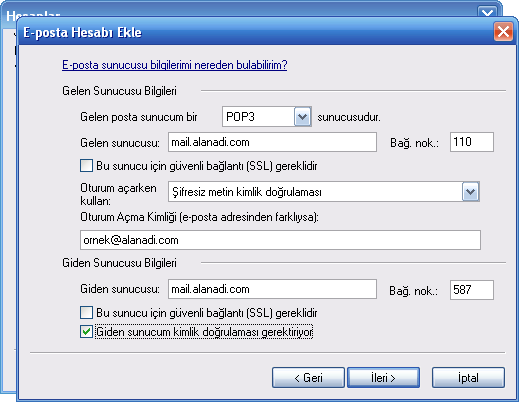 Hesaplar
E-posta Hesabı Ekle
E-posta sunucusu bilgilerimi nereden bulabilirim?
Gelen Sunucusu Bilgileri
Gelen posta sunucum bir POP3 sunucusudur.
Gelen sunucusu: mail.alanadi.com Bağ. nok.: 110
Bu sunucu için güvenli bağlantı (SSL) gereklidir
Oturum açarken kullan: Şifresiz metin kimlik doğrulaması
Oturum Açma Kimliği (e-posta adresinden farklıysa):
ornek@alanadi.com
Giden Sunucusu Bilgileri
Giden sunucusu: mail.alanadi.com Bağ. nok.: 587
Bu sunucu için güvenli bağlantı (SSL) gereklidir
Giden sunucum kimlik doğrulaması gerektiriyor
< Geri İleri > İptal